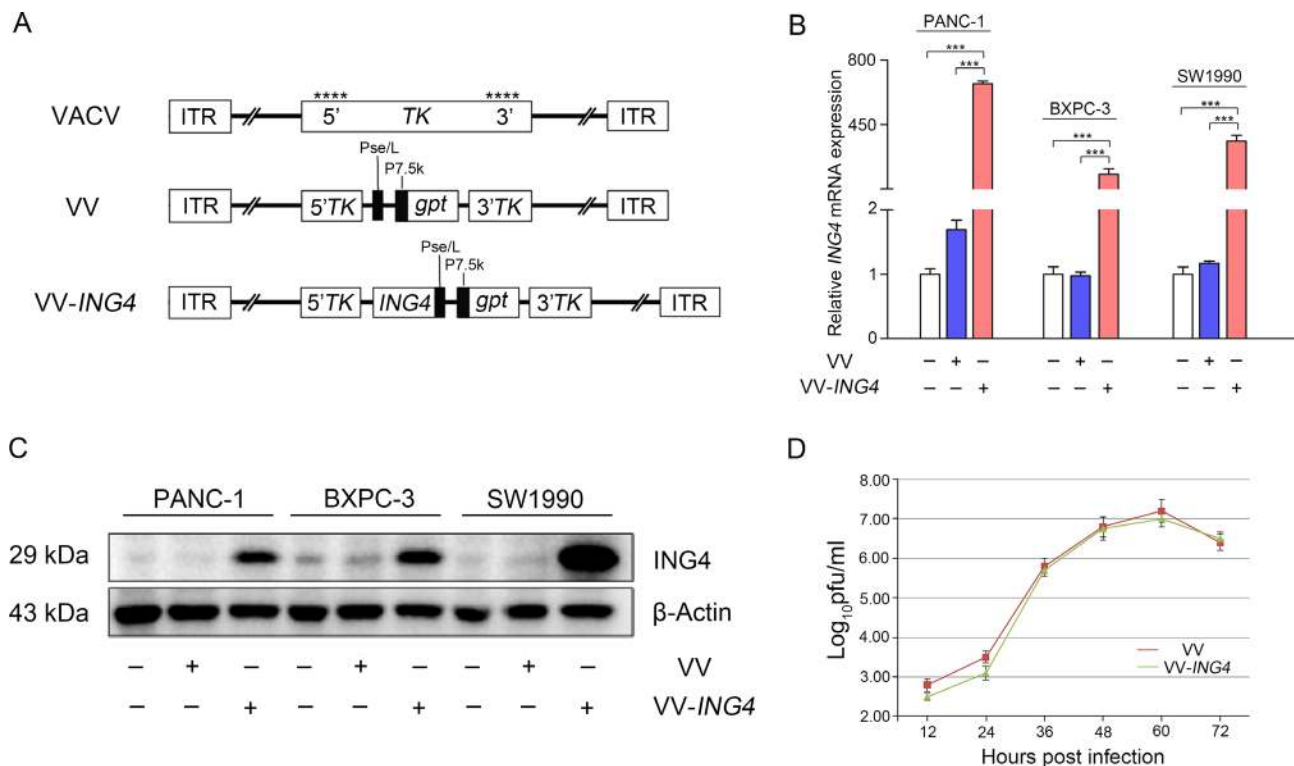 A
VACV
ITR
****
****
5'
TK
3'
ITR
Pse/L
P7.5k
VV
ITR
5'TK
gpt
3'TK
ITR
Pse/L
P7.5k
VV-ING4
ITR
5'TK
ING4
gpt
3'TK
ITR
B
Relative ING4 mRNA expression
800
450
2
1
0
PANC-1
***
***
BXPC-3
***
***
SW1990
***
***
VV
– + – – + – – + –
VV-ING4
– – + – – + – – +
C
PANC-1 BXPC-3 SW1990
29 kDa
ING4
43 kDa
β-Actin
– + – – + – – + – VV
– – + – – + – – + VV-ING4
D
Log10pfu/ml
8.00
7.00
6.00
5.00
4.00
3.00
2.00
VV
VV-ING4
12 24 36 48 60 72
Hours post infection